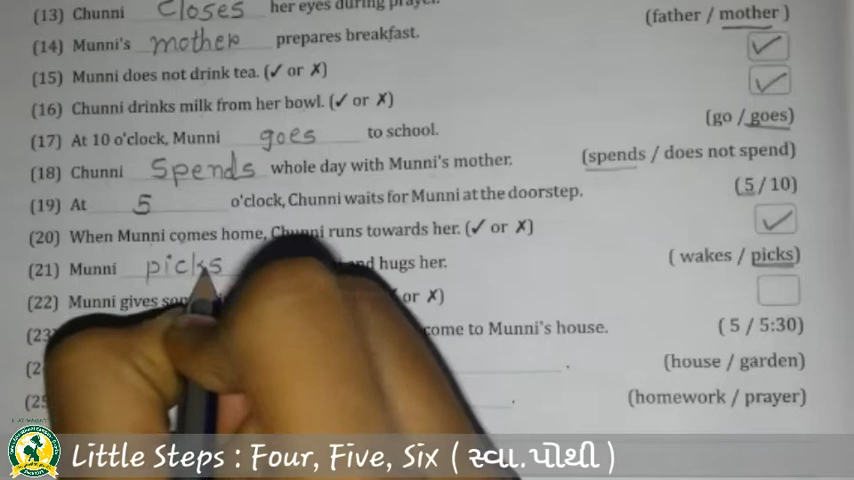 (13) Chunni closes her eyes during prayer.
(father / mother)
(14) Munni's mother prepares breakfast.
(15) Munni does not drink tea. (✓ or ✗) ✓
(16) Chunni drinks milk from her bowl. (✓ or ✗) ✓
(17) At 10 o'clock, Munni goes to school. (go / goes)
(18) Chunni spends whole day with Munni's mother. (spends / does not spend)
(19) At 5 o'clock, Chunni waits for Munni at the doorstep. (5 / 10)
(20) When Munni comes home, Chunni runs towards her. (✓ or ✗) ✓
(21) Munni picks and hugs her. (wakes / picks)
(22) Munni gives or ✗)
(23 come to Munni's house. (5 / 5:30)
(2 . (house / garden)
(25 . (homework / prayer)
Little Steps : Four, Five, Six ( સ્વા.પોથી )